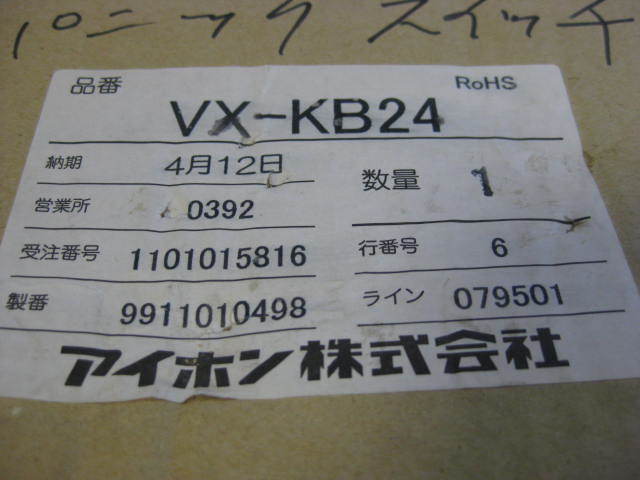 パニック スイッチ
品番 RoHS
VX-KB24
納期 4月12日 数量 1
営業所 0392
受注番号 1101015816 行番号 6
製番 9911010498 ライン 079501
アイホン株式会社